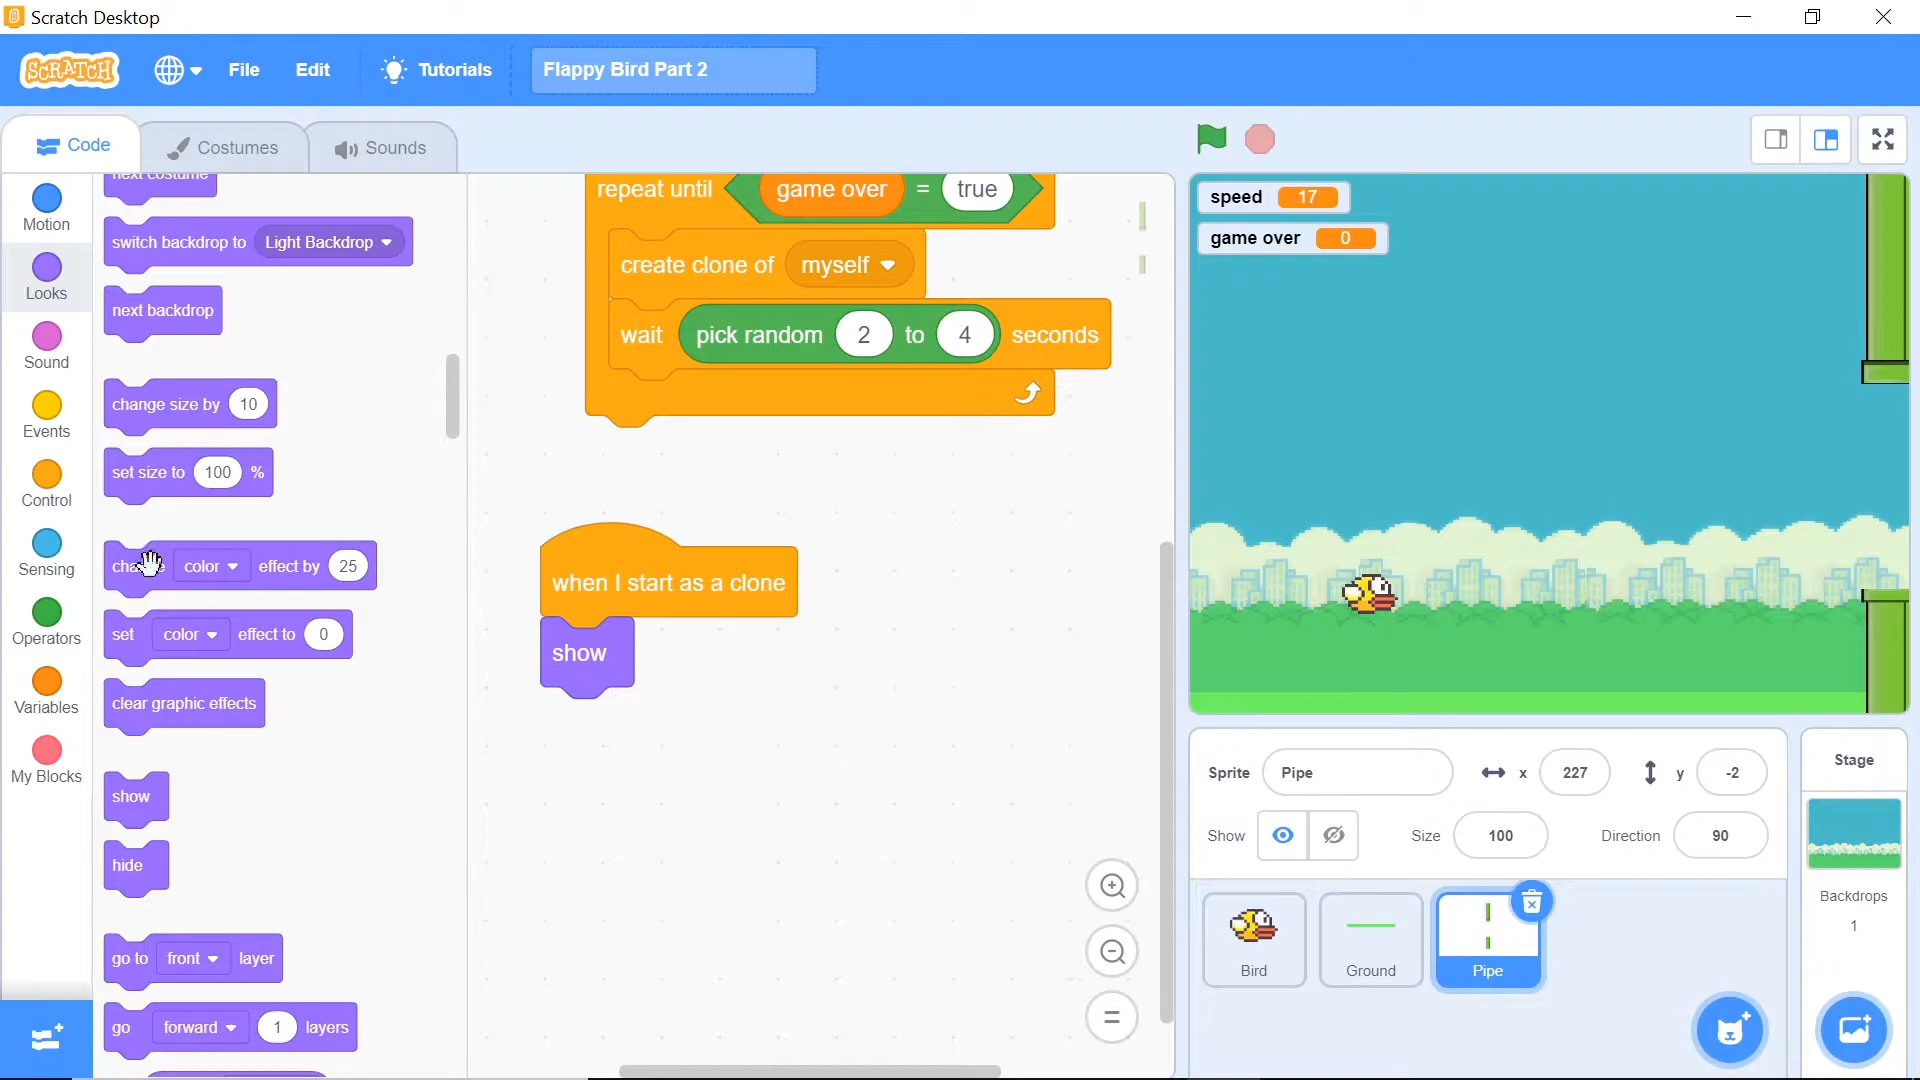 Scratch Desktop
SCRATCH
File
Edit
Tutorials
Flappy Bird Part 2
Code
Costumes
Sounds
Motion
Looks
Sound
Events
Control
Sensing
Operators
Variables
My Blocks
next costume
switch backdrop to Light Backdrop
next backdrop
change size by 10
set size to 100 %
color effect by 25
set color effect to 0
clear graphic effects
show
hide
go to front layer
go forward 1 layers
repeat until game over = true
create clone of myself
wait pick random 2 to 4 seconds
when I start as a clone
show
speed 17
game over 0
Sprite Pipe x 227 y -2
Show Size 100 Direction 90
Bird
Ground
Pipe
Stage
Backdrops
1